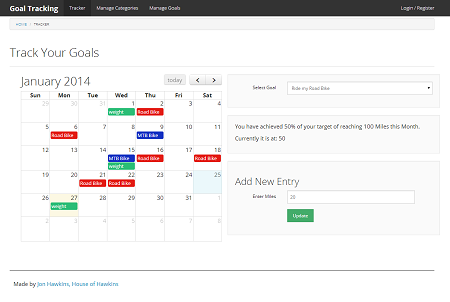 Goal Tracking Tracker Manage Categories Manage Goals Login / Register
HOME / TRACKER
Track Your Goals
January 2014
today
Sun Mon Tue Wed Thu Fri Sat
29 30 31 1 2 3 4
weight Road Bike
5 6 7 8 9 10 11
Road Bike MTB Bike
12 13 14 15 16 17 18
MTB Bike Road Bike Road Bike
weight
19 20 21 22 23 24 25
Road Bike Road Bike
26 27 28 29 30 31 1
weight
2 3 4 5 6 7 8
Select Goal Ride my Road Bike
You have achieved 50% of your target of reaching 100 Miles this Month.
Currently it is at: 50
Add New Entry
Enter Miles 20
Update
Made by Jon Hawkins, House of Hawkins